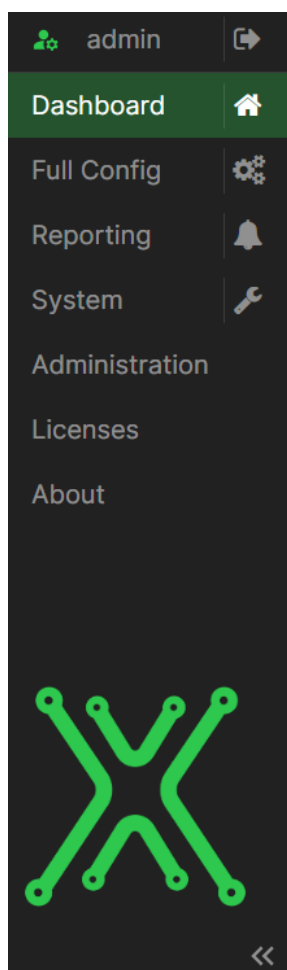 admin
Dashboard
Full Config
Reporting
System
Administration
Licenses
About